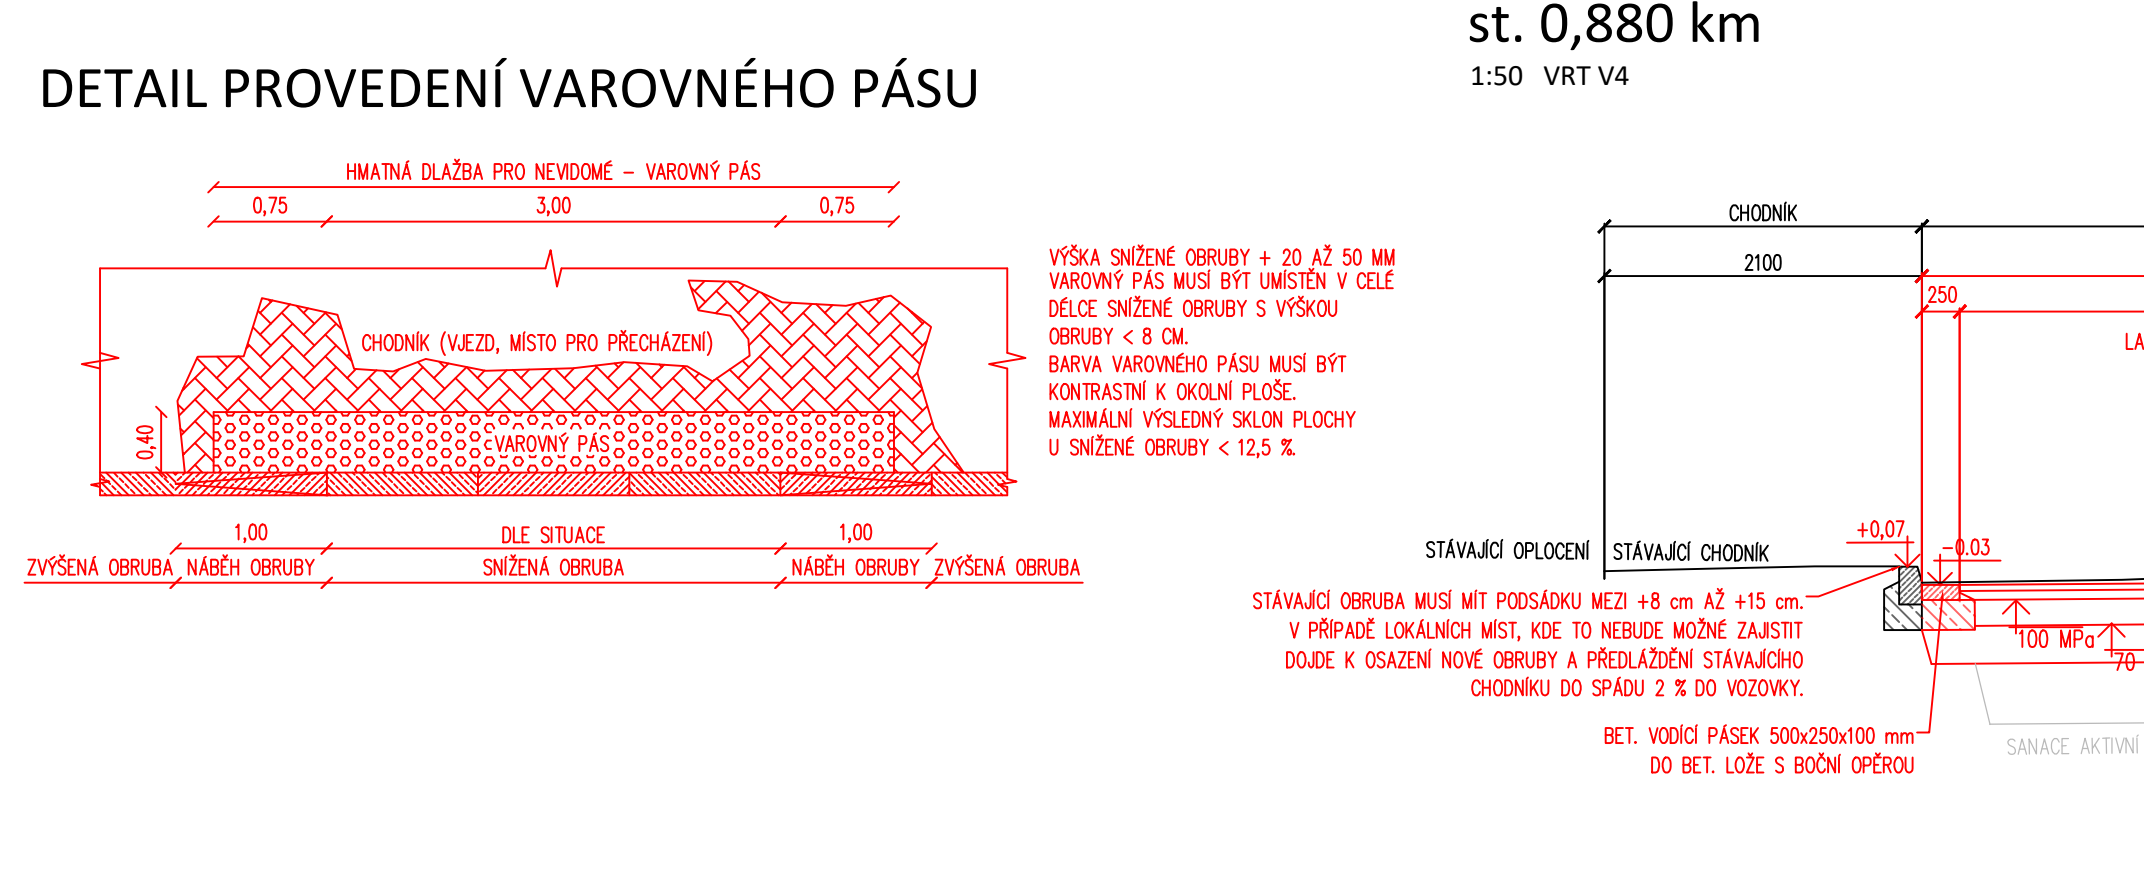 st. 0,880 km
1:50 VRT V4
DETAIL PROVEDENÍ VAROVNÉHO PÁSU
HMATNÁ DLAŽBA PRO NEVIDOMÉ – VAROVNÝ PÁS
0,75
3,00
0,75
CHODNÍK (VJEZD, MÍSTO PRO PŘECHÁZENÍ)
0,40
VAROVNÝ PÁS
1,00
DLE SITUACE
1,00
ZVÝŠENÁ OBRUBA
NÁBĚH OBRUBY
SNÍŽENÁ OBRUBA
NÁBĚH OBRUBY
ZVÝŠENÁ OBRUBA
VÝŠKA SNÍŽENÉ OBRUBY + 20 AŽ 50 MM
VAROVNÝ PÁS MUSÍ BÝT UMÍSTĚN V CELÉ
DÉLCE SNÍŽENÉ OBRUBY S VÝŠKOU
OBRUBY < 8 CM.
BARVA VAROVNÉHO PÁSU MUSÍ BÝT
KONTRASTNÍ K OKOLNÍ PLOŠE.
MAXIMÁLNÍ VÝSLEDNÝ SKLON PLOCHY
U SNÍŽENÉ OBRUBY < 12,5 %.
CHODNÍK
2100
250
LA
+0,07
-0.03
STÁVAJÍCÍ OPLOCENÍ
STÁVAJÍCÍ CHODNÍK
STÁVAJÍCÍ OBRUBA MUSÍ MÍT PODSÁDKU MEZI +8 cm AŽ +15 cm.
V PŘÍPADĚ LOKÁLNÍCH MÍST, KDE TO NEBUDE MOŽNÉ ZAJISTIT
DOJDE K OSAZENÍ NOVÉ OBRUBY A PŘEDLÁŽDĚNÍ STÁVAJÍCÍHO
CHODNÍKU DO SPÁDU 2 % DO VOZOVKY.
100 MPa
70
BET. VODÍCÍ PÁSEK 500x250x100 mm
DO BET. LOŽE S BOČNÍ OPĚROU
SANACE AKTIVNÍ